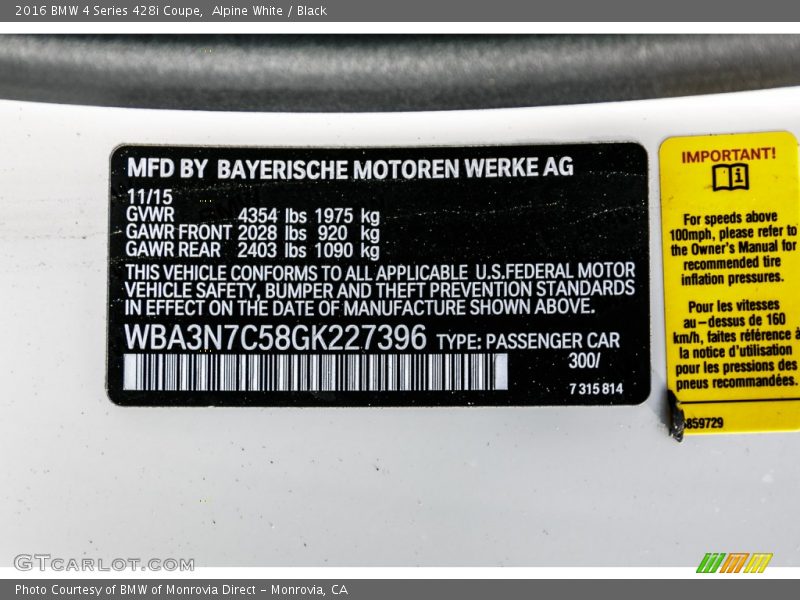 2016 BMW 4 Series 428i Coupe,  Alpine White / Black
MFD BY BAYERISCHE MOTOREN WERKE AG
11/15
GVWR 4354 lbs 1975 kg
GAWR FRONT 2028 lbs 920 kg
GAWR REAR 2403 lbs 1090 kg
THIS VEHICLE CONFORMS TO ALL APPLICABLE U.S.FEDERAL MOTOR
VEHICLE SAFETY, BUMPER AND THEFT PREVENTION STANDARDS
IN EFFECT ON THE DATE OF MANUFACTURE SHOWN ABOVE.
WBA3N7C58GK227396 TYPE: PASSENGER CAR
300/
7 315 814
IMPORTANT!
For speeds above
100mph, please refer to
the Owner's Manual for
recommended tire
inflation pressures.
Pour les vitesses
au-dessus de 160
km/h, faites référence à
la notice d'utilisation
pour les pressions des
pneus recommandées.
859729
GTCARLOT.COM
Photo Courtesy of BMW of Monrovia Direct - Monrovia, CA